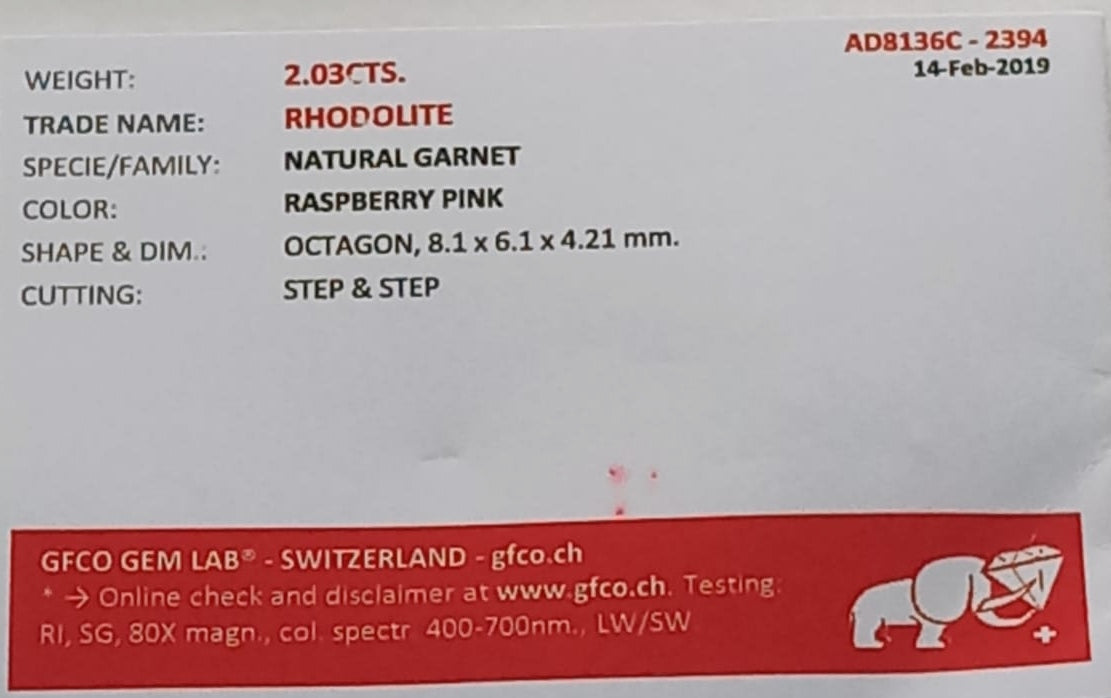 AD8136C - 2394
14-Feb-2019
WEIGHT: 2.03CTS.
TRADE NAME: RHODOLITE
SPECIE/FAMILY: NATURAL GARNET
COLOR: RASPBERRY PINK
SHAPE & DIM.: OCTAGON, 8.1 x 6.1 x 4.21 mm.
CUTTING: STEP & STEP
GFCO GEM LAB® - SWITZERLAND - gfco.ch
* → Online check and disclaimer at www.gfco.ch. Testing:
RI, SG, 80X magn., col. spectr 400-700nm., LW/SW